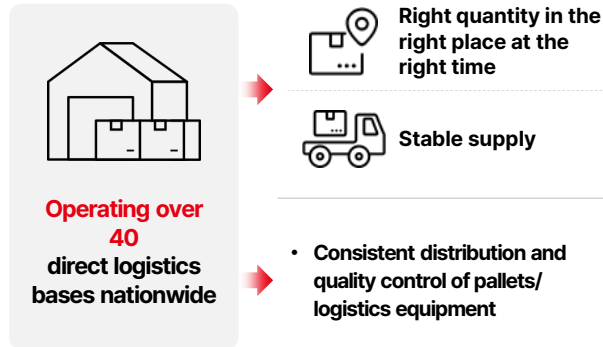 Right quantity in the
right place at the
right time
Stable supply
Operating over
40
direct logistics
bases nationwide
• Consistent distribution and
quality control of pallets/
logistics equipment